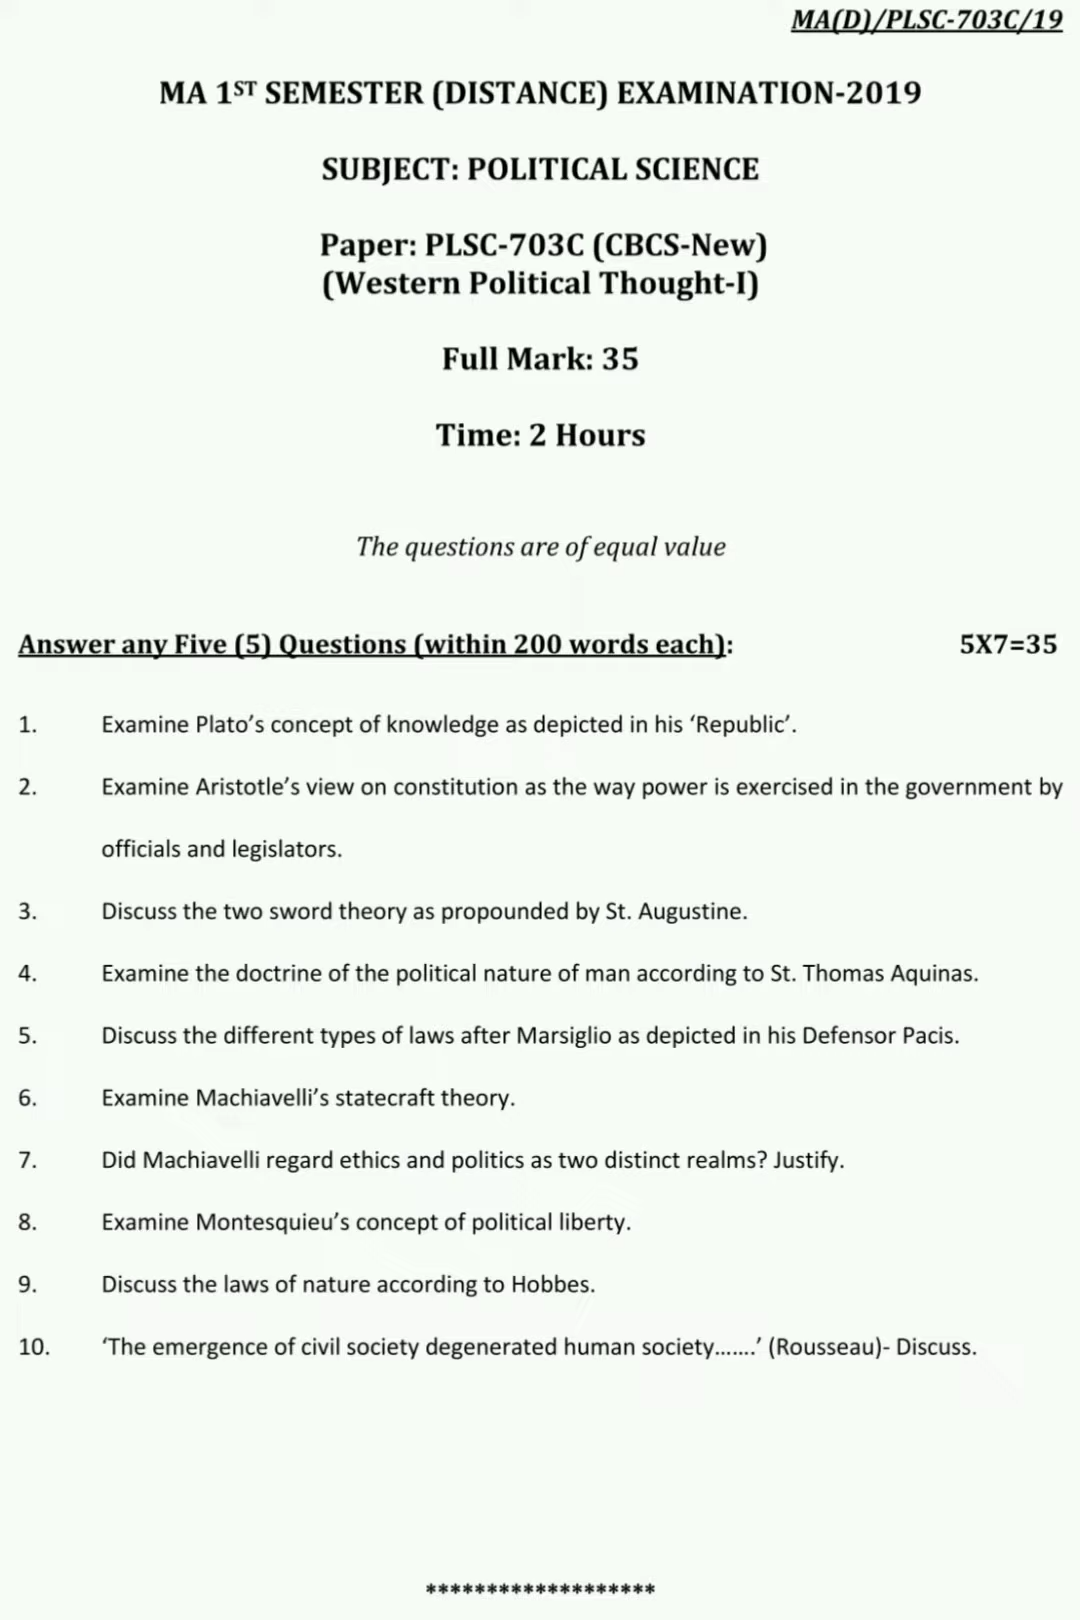 MA(D)/PLSC-703C/19
MA 1ST SEMESTER (DISTANCE) EXAMINATION-2019
SUBJECT: POLITICAL SCIENCE
Paper: PLSC-703C (CBCS-New)
(Western Political Thought-I)
Full Mark: 35
Time: 2 Hours
The questions are of equal value
Answer any Five (5) Questions (within 200 words each): 5X7=35
1. Examine Plato’s concept of knowledge as depicted in his ‘Republic’.
2. Examine Aristotle’s view on constitution as the way power is exercised in the government by
officials and legislators.
3. Discuss the two sword theory as propounded by St. Augustine.
4. Examine the doctrine of the political nature of man according to St. Thomas Aquinas.
5. Discuss the different types of laws after Marsiglio as depicted in his Defensor Pacis.
6. Examine Machiavelli’s statecraft theory.
7. Did Machiavelli regard ethics and politics as two distinct realms? Justify.
8. Examine Montesquieu’s concept of political liberty.
9. Discuss the laws of nature according to Hobbes.
10. ‘The emergence of civil society degenerated human society.......’ (Rousseau)- Discuss.
*******************